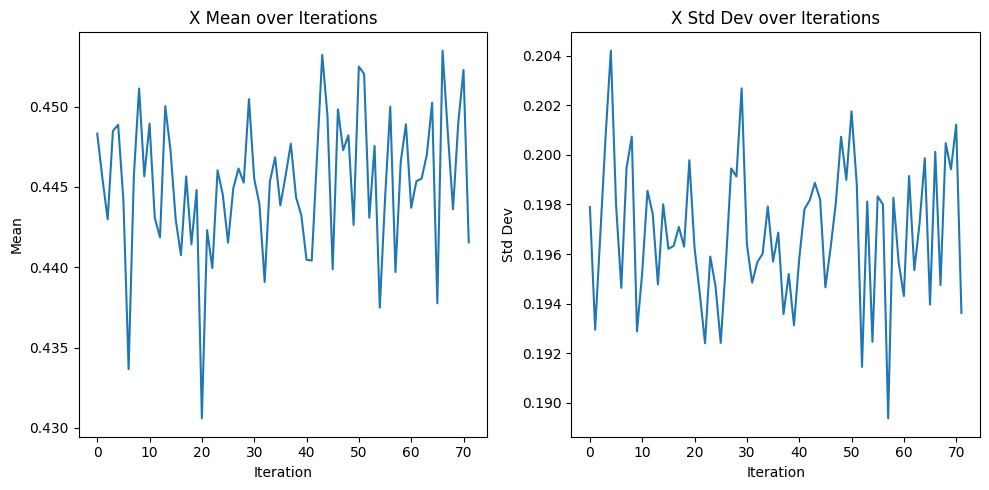 X Mean over Iterations
Mean
0.450
0.445
0.440
0.435
0.430
0 10 20 30 40 50 60 70
Iteration
X Std Dev over Iterations
Std Dev
0.204
0.202
0.200
0.198
0.196
0.194
0.192
0.190
0 10 20 30 40 50 60 70
Iteration